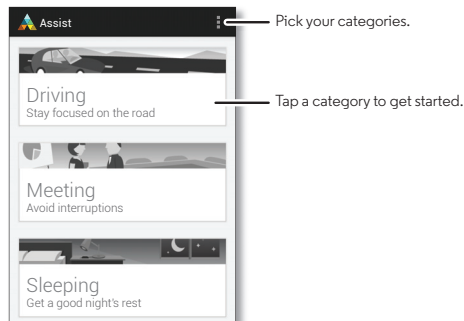 Assist
Pick your categories.
Driving
Stay focused on the road
Tap a category to get started.
Meeting
Avoid interruptions
Sleeping
Get a good night's rest